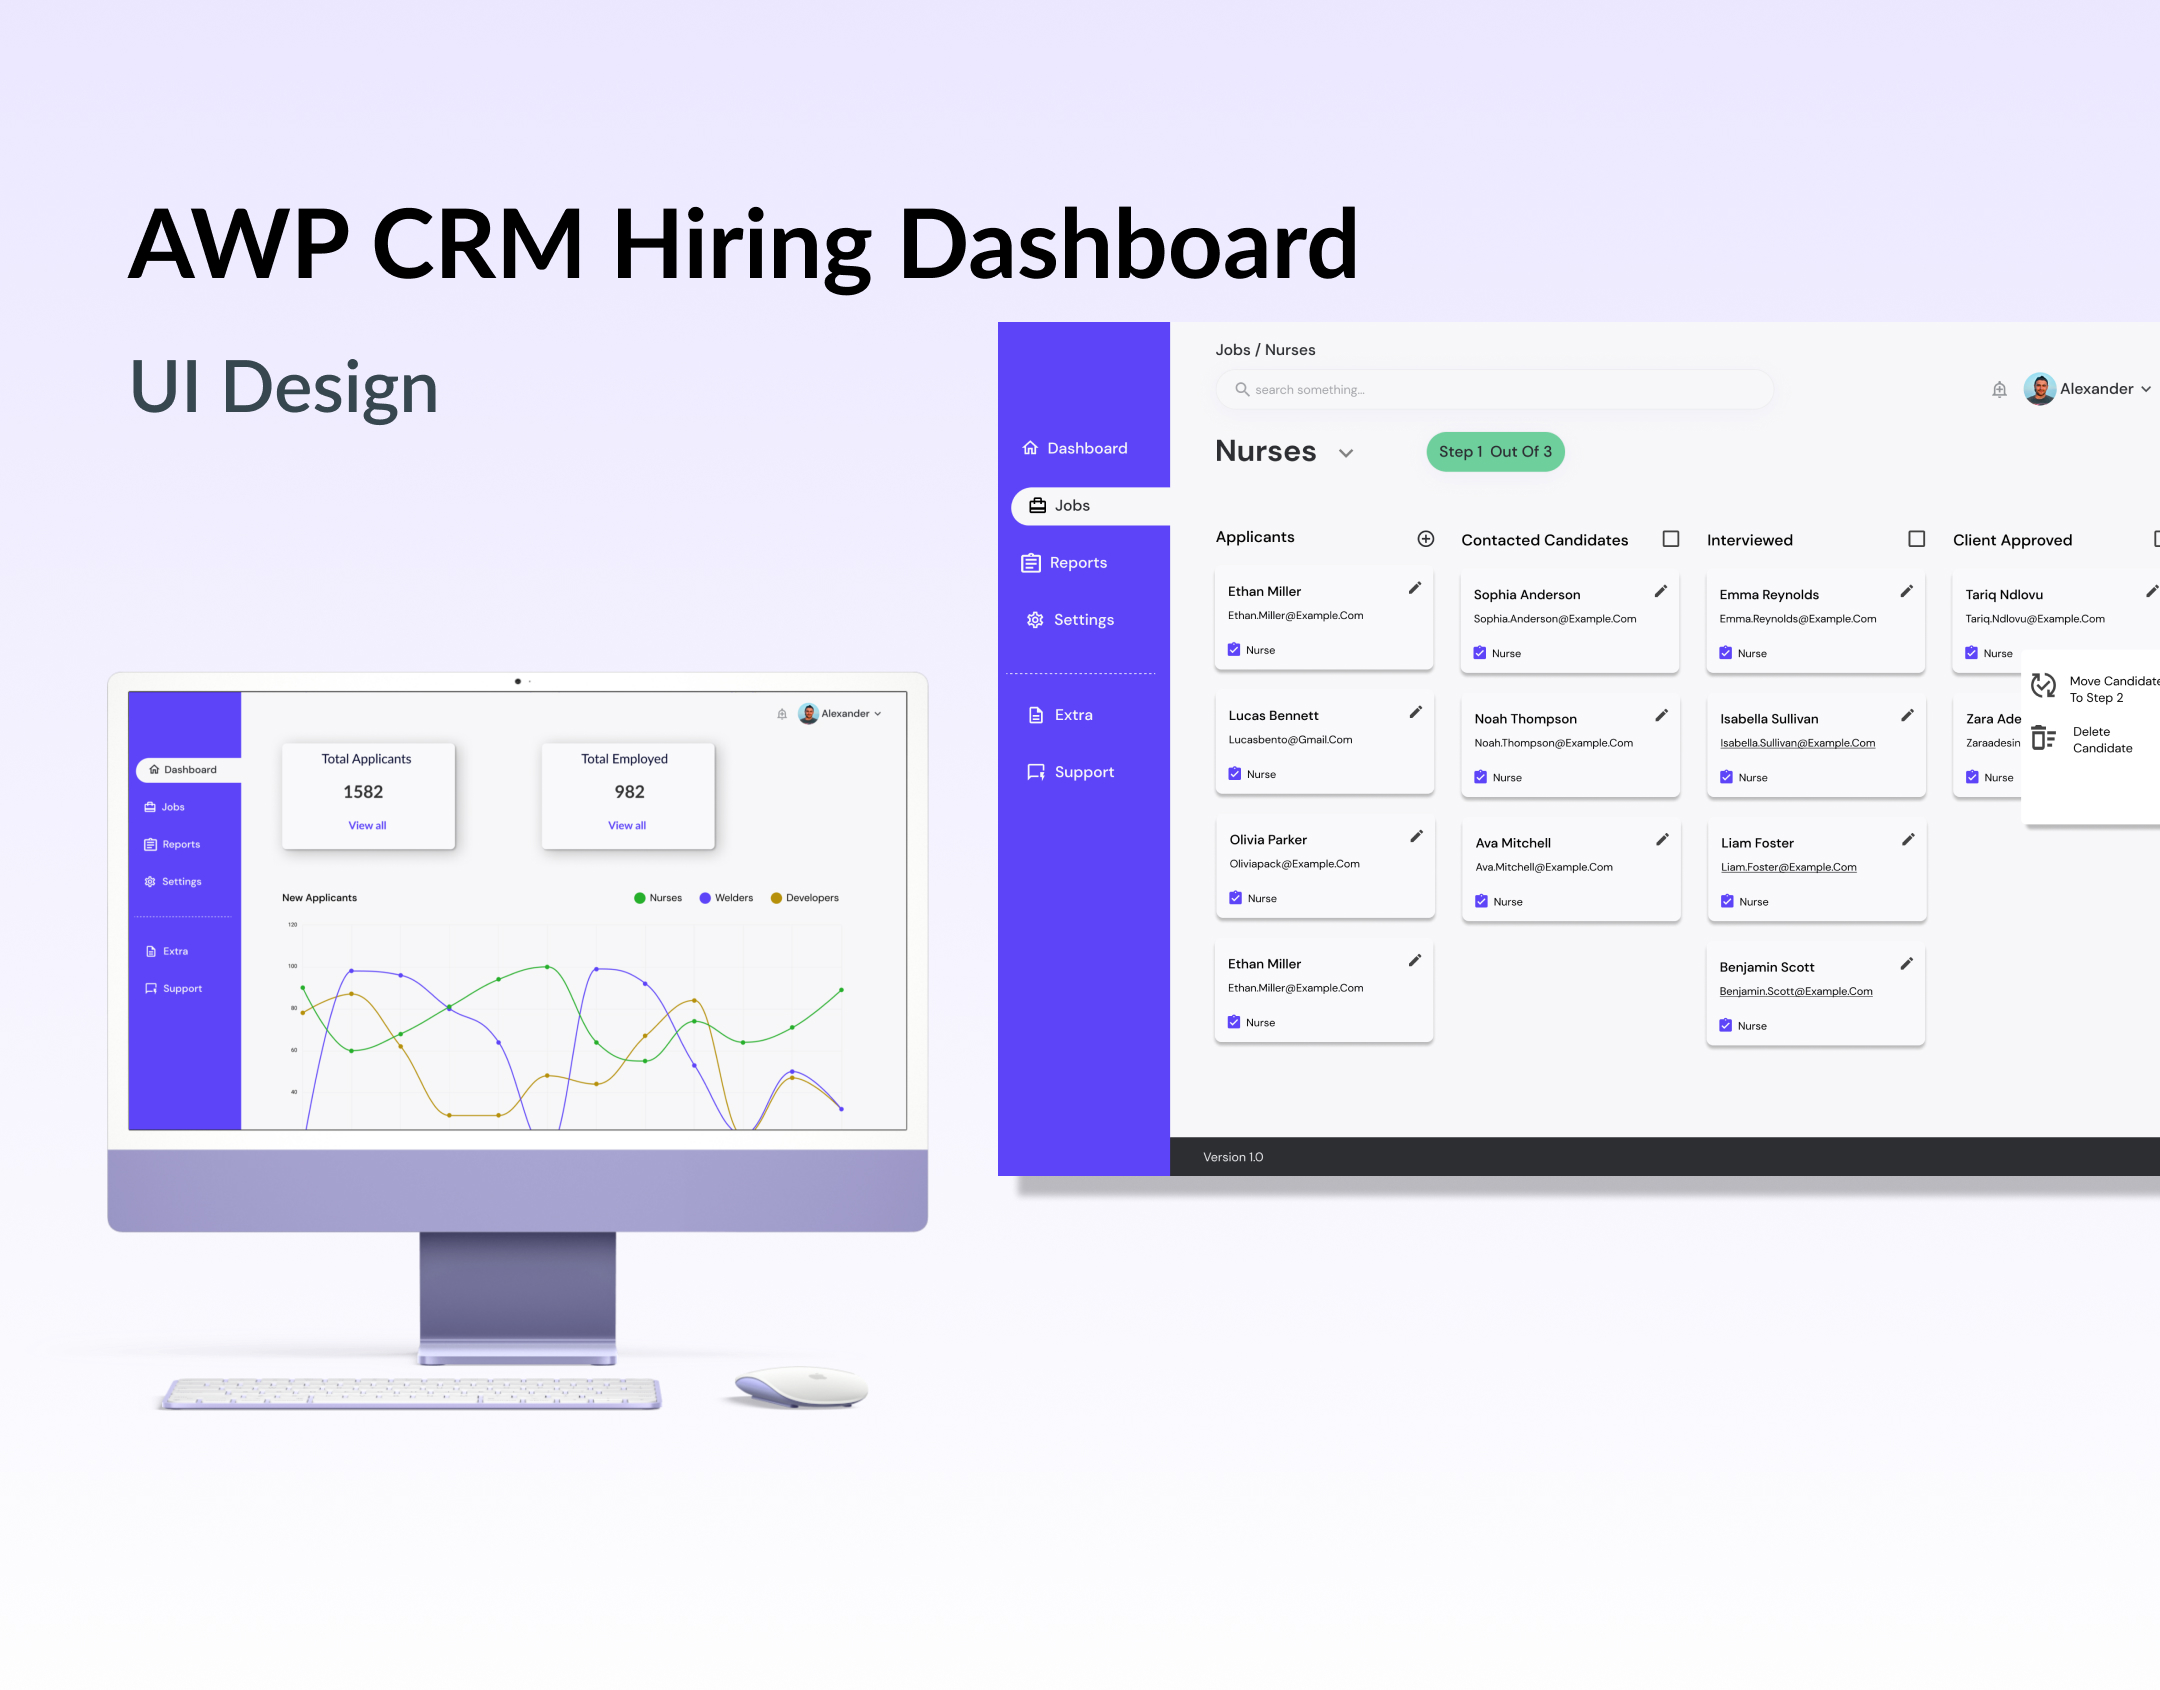 AWP CRM Hiring Dashboard
UI Design
Alexander
Dashboard
Jobs
Reports
Settings
Extra
Support
Total Applicants
1582
View all
Total Employed
982
View all
New Applicants
Nurses
Welders
Developers
120
100
80
60
40
Jobs / Nurses
search something...
Alexander
Dashboard
Jobs
Reports
Settings
Extra
Support
Nurses
Step 1 Out Of 3
Applicants
Ethan Miller
Ethan.Miller@Example.Com
Nurse
Lucas Bennett
Lucasbento@Gmail.Com
Nurse
Olivia Parker
Oliviapack@Example.Com
Nurse
Ethan Miller
Ethan.Miller@Example.Com
Nurse
Contacted Candidates
Sophia Anderson
Sophia.Anderson@Example.Com
Nurse
Noah Thompson
Noah.Thompson@Example.Com
Nurse
Ava Mitchell
Ava.Mitchell@Example.Com
Nurse
Interviewed
Emma Reynolds
Emma.Reynolds@Example.Com
Nurse
Isabella Sullivan
Isabella.Sullivan@Example.Com
Nurse
Liam Foster
Liam.Foster@Example.Com
Nurse
Benjamin Scott
Benjamin.Scott@Example.Com
Nurse
Client Approved
Tariq Ndlovu
Tariq.Ndlovu@Example.Com
Nurse
Zara Ade
Zaraadesin
Nurse
Move Candidate
To Step 2
Delete
Candidate
Version 1.0